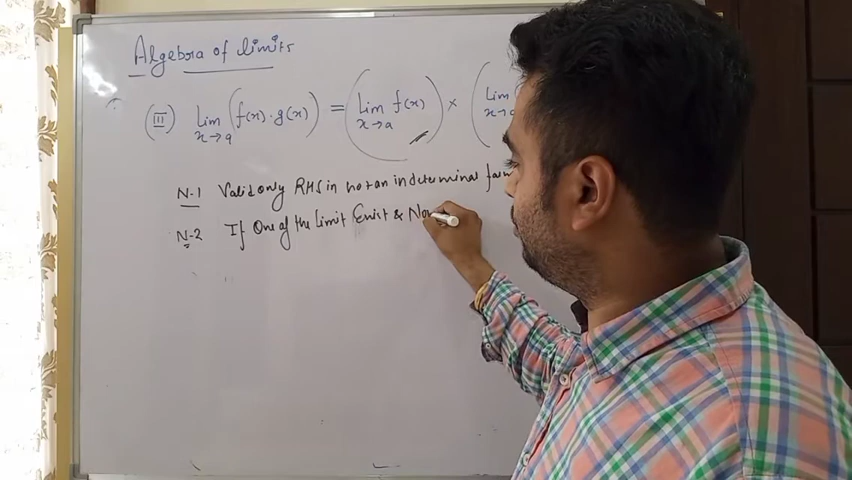 Algebra of limits
(III) lim x→a (f(x)·g(x)) = (lim x→a f(x)) × (lim x→a
N-1 Valid only RHS in not an indeterminal form
N-2 If One of the Limit Exist & Non